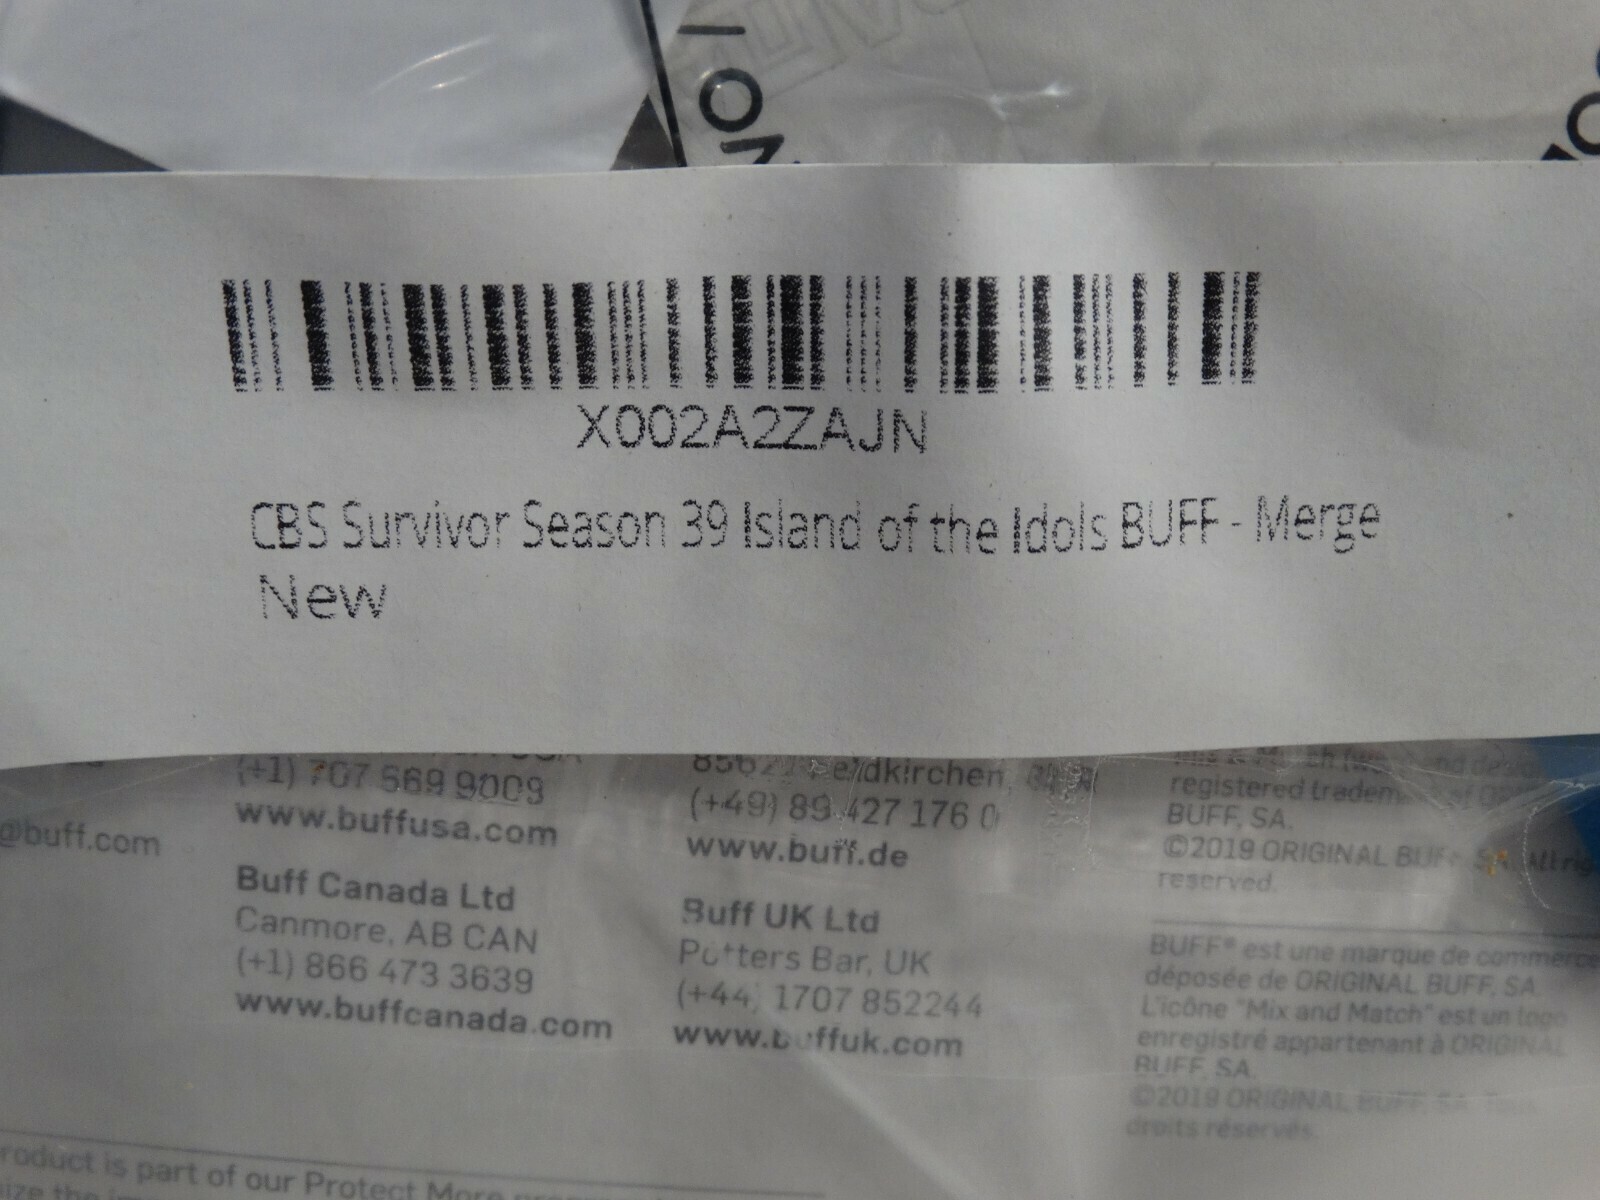 X002A2ZAJN
CBS Survivor Season 39 Island of the Idols BUFF - Merge
New
(+1) 707 569 9009
www.buffusa.com
@buff.com
Buff Canada Ltd
Canmore, AB CAN
(+1) 866 473 3639
www.buffcanada.com
(+49) 89 427 176 0
www.buff.de
Buff UK Ltd
Potters Bar, UK
(+44) 1707 852244
www.buffuk.com
registered trademark of
BUFF, SA.
©2019 ORIGINAL BUFF, SA. All
reserved.
BUFF® est une marque de commerce
déposée de ORIGINAL BUFF, SA.
L'icône "Mix and Match" est un logo
enregistré appartenant à ORIGINAL
BUFF, SA.
©2019 ORIGINAL BUFF, SA.
droits réservés.
product is part of our Protect More